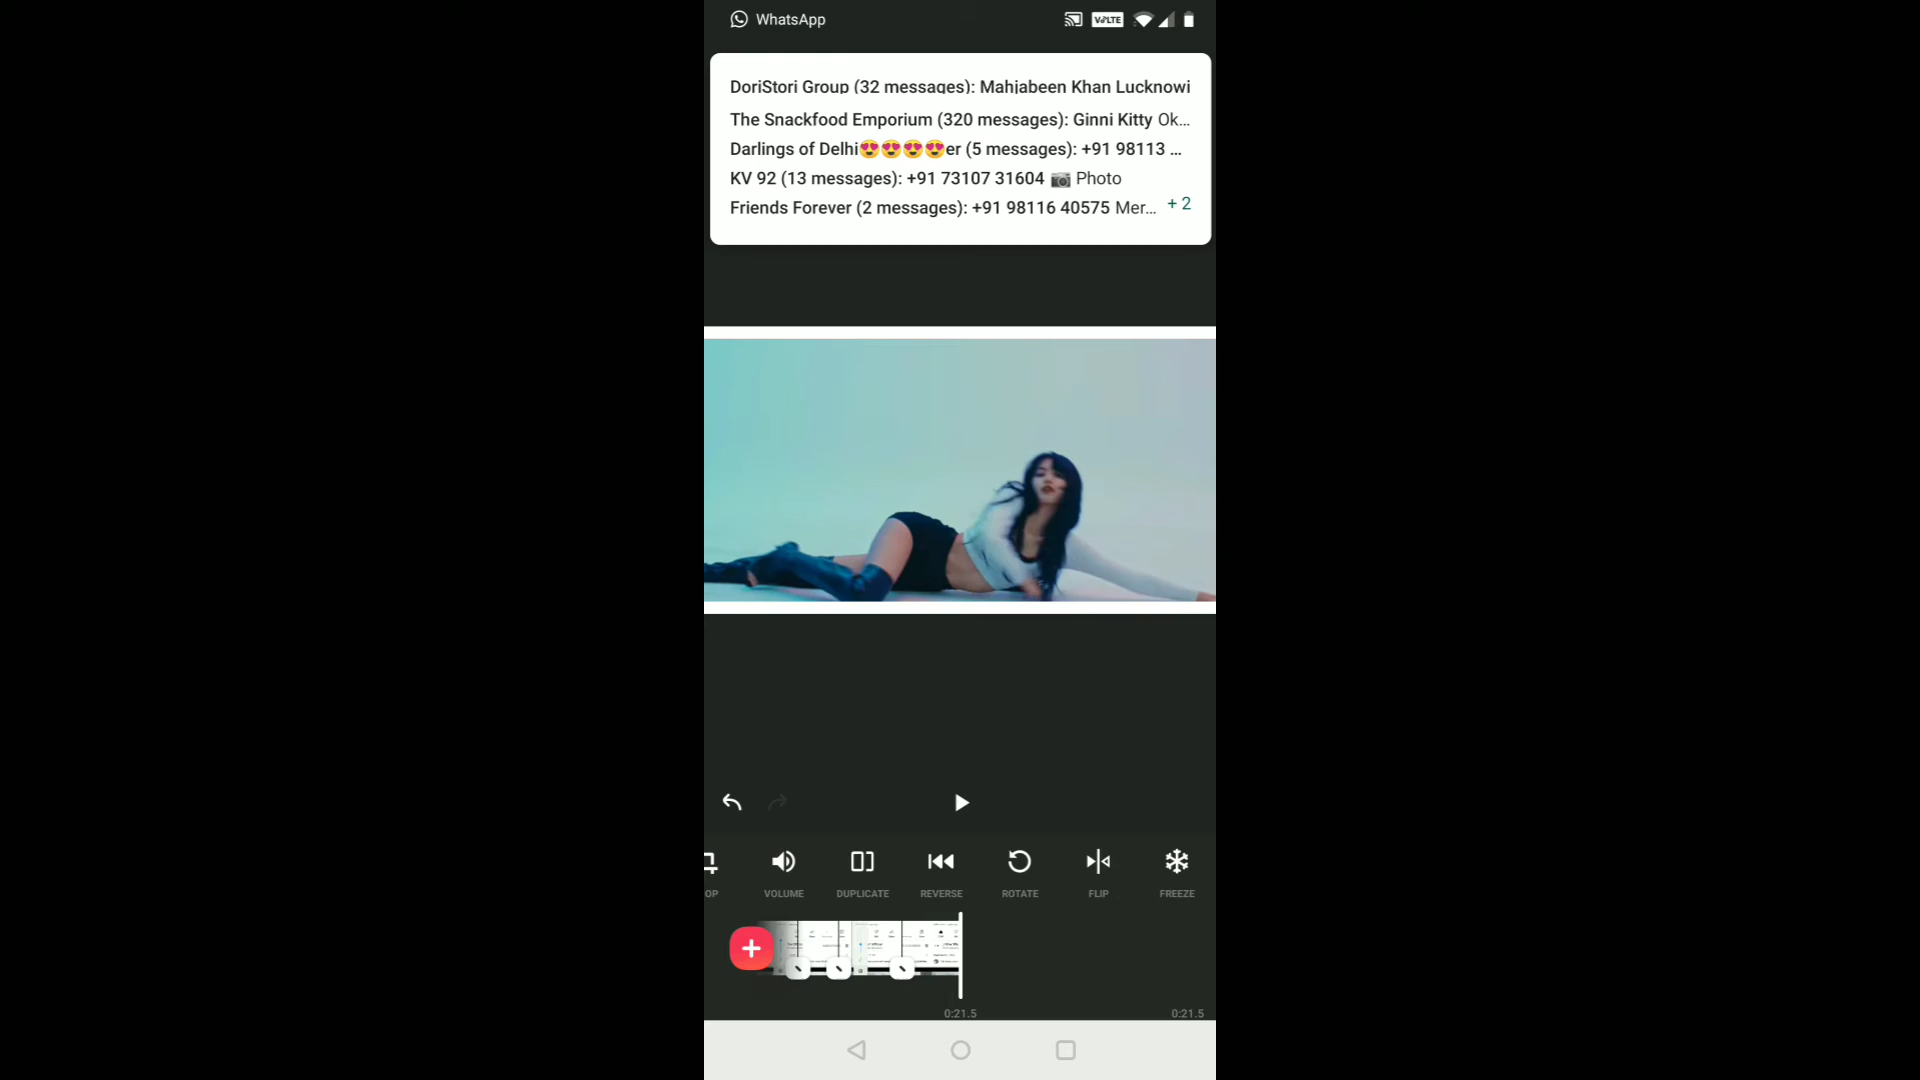 WhatsApp VoLTE
DoriStori Group (32 messages): Mahjabeen Khan Lucknowi
The Snackfood Emporium (320 messages): Ginni Kitty Ok...
Darlings of Delhi😍😍😍😍er (5 messages): +91 98113 ...
KV 92 (13 messages): +91 73107 31604 📷 Photo
Friends Forever (2 messages): +91 98116 40575 Mer... + 2
OP VOLUME DUPLICATE REVERSE ROTATE FLIP FREEZE
0:21.5 0:21.5